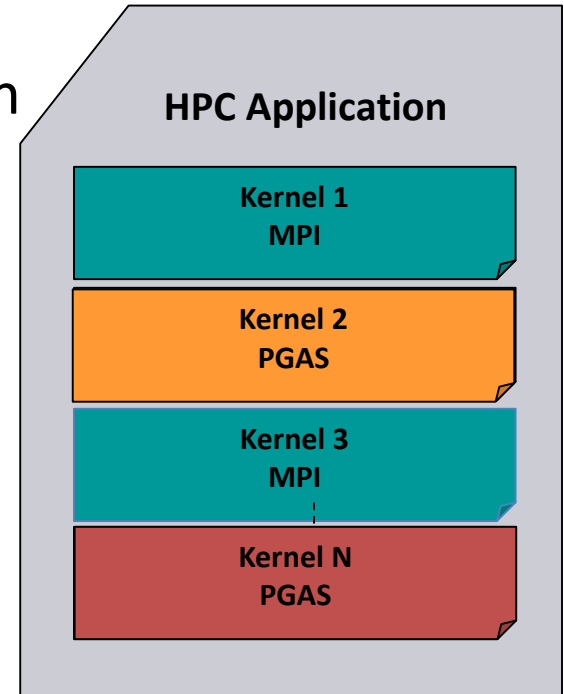 n
HPC Application
Kernel 1
MPI
Kernel 2
PGAS
Kernel 3
MPI
Kernel N
PGAS